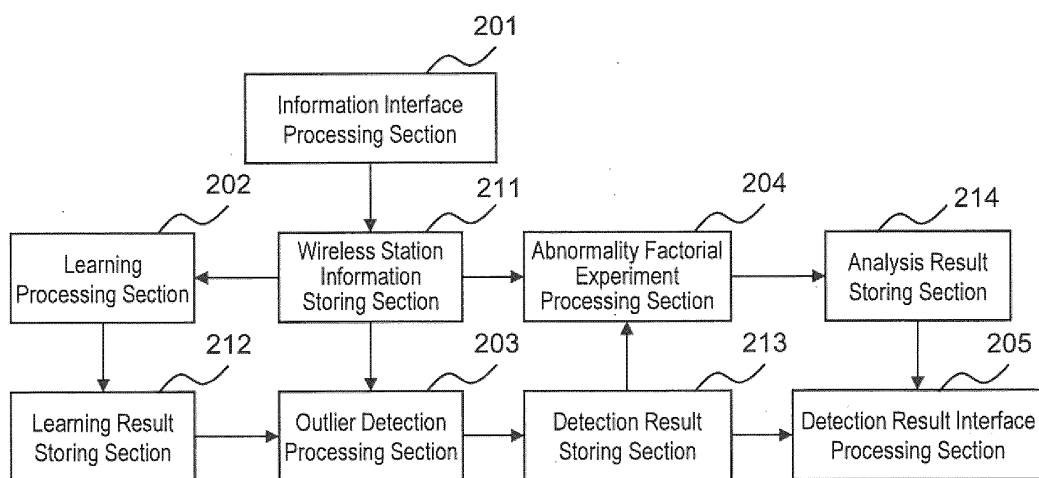 201
Information Interface
Processing Section
202
211
204
214
Learning
Processing Section
Wireless Station
Information
Storing Section
Abnormality Factorial
Experiment
Processing Section
Analysis Result
Storing Section
212
203
213
205
Learning Result
Storing Section
Outlier Detection
Processing Section
Detection Result
Storing Section
Detection Result Interface
Processing Section